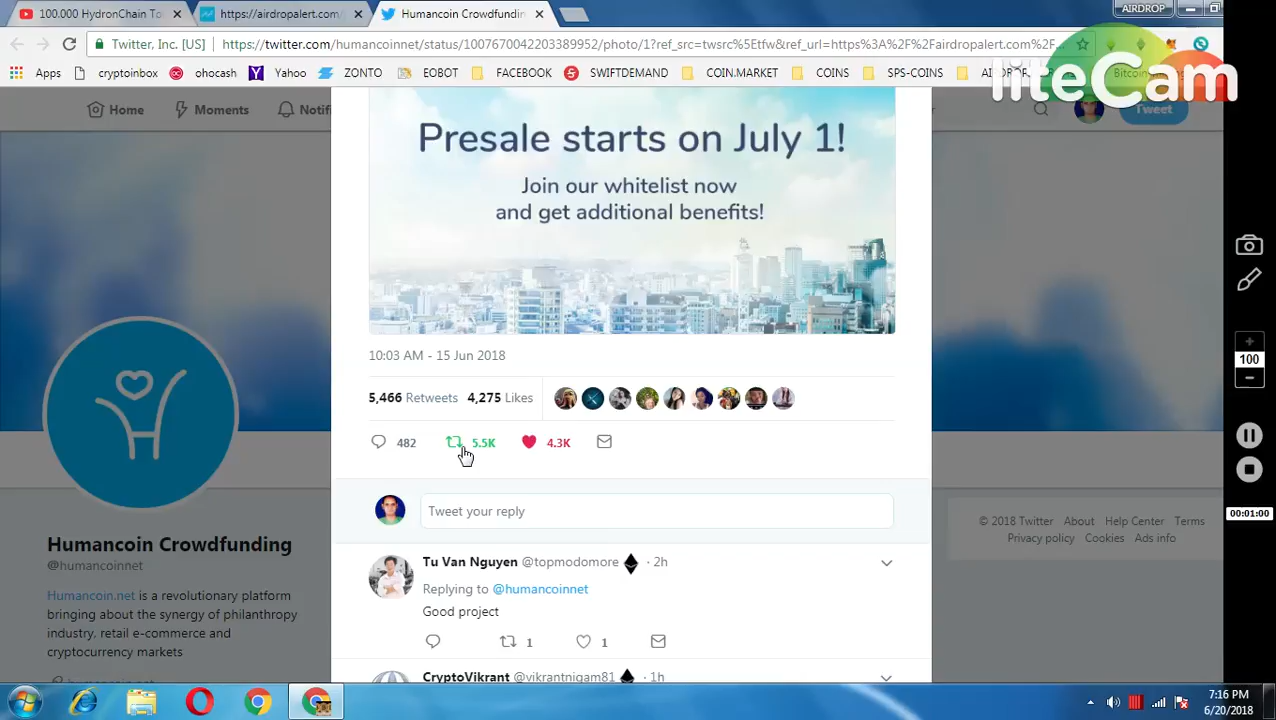 100.000 HydronChain To
https://airdropalert.com
Humancoin Crowdfundin
AIRDROP
Twitter, Inc. [US]
https://twitter.com/humancoinnet/status/1007670042203389952/photo/1?ref_src=twsrc%5Etfw&ref_url=https%3A%2F%2Fairdropalert.com%2F...
Apps
cryptoinbox
ohocash
Yahoo
ZONTO
EOBOT
FACEBOOK
SWIFTDEMAND
COIN.MARKET
COINS
SPS-COINS
liteCam
Home
Moments
Notifi
Tweet
Presale starts on July 1!
Join our whitelist now
and get additional benefits!
10:03 AM - 15 Jun 2018
5,466 Retweets 4,275 Likes
482 5.5K 4.3K
Tweet your reply
Humancoin Crowdfunding
@humancoinnet
Humancoin.net is a revolutionary platform
bringing about the synergy of philanthropy
industry, retail e-commerce and
cryptocurrency markets
Tu Van Nguyen @topmodomore · 2h
Replying to @humancoinnet
Good project
1 1
CryptoVikrant @vikrantnigam81 · 1h
© 2018 Twitter About Help Center Terms
Privacy policy Cookies Ads info
100
00:01:00
7:16 PM
6/20/2018